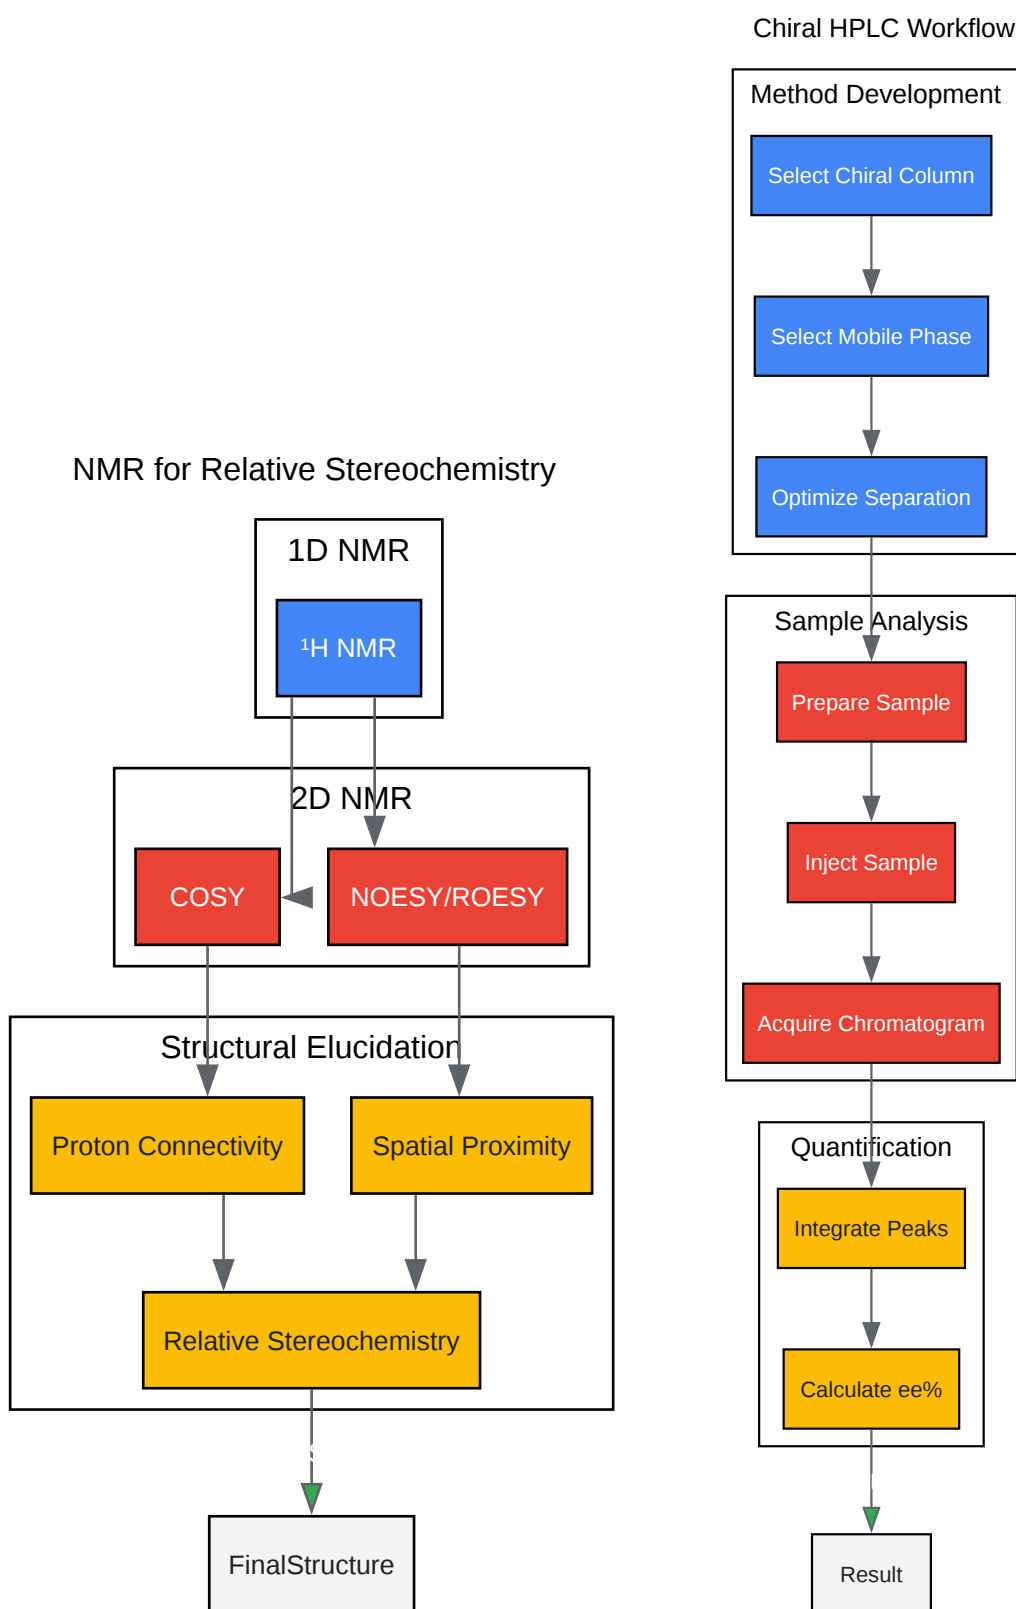 Chiral HPLC Workflow
Method Development
Select Chiral Column
Select Mobile Phase
Optimize Separation
Sample Analysis
Prepare Sample
Inject Sample
Acquire Chromatogram
Quantification
Integrate Peaks
Calculate ee%
Result
NMR for Relative Stereochemistry
1D NMR
¹H NMR
2D NMR
COSY
NOESY/ROESY
Structural Elucidation
Proton Connectivity
Spatial Proximity
Relative Stereochemistry
FinalStructure